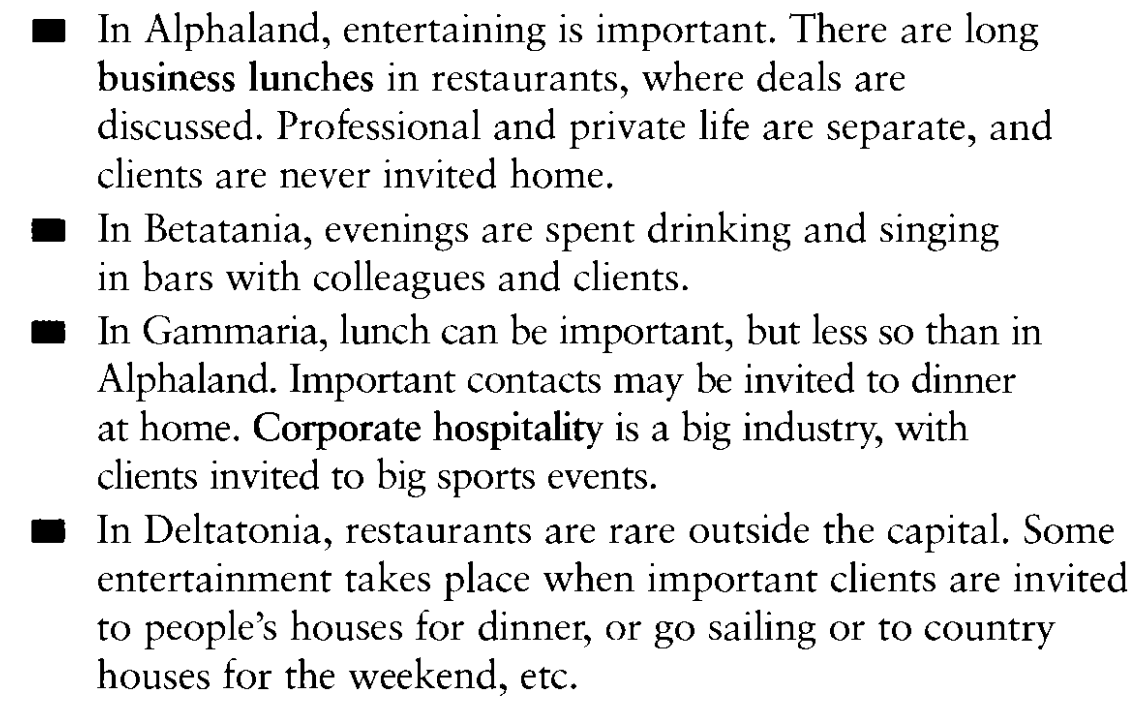 ■ In Alphaland, entertaining is important. There are long
business lunches in restaurants, where deals are
discussed. Professional and private life are separate, and
clients are never invited home.
■ In Betatania, evenings are spent drinking and singing
in bars with colleagues and clients.
■ In Gammaria, lunch can be important, but less so than in
Alphaland. Important contacts may be invited to dinner
at home. Corporate hospitality is a big industry, with
clients invited to big sports events.
■ In Deltatonia, restaurants are rare outside the capital. Some
entertainment takes place when important clients are invited
to people's houses for dinner, or go sailing or to country
houses for the weekend, etc.